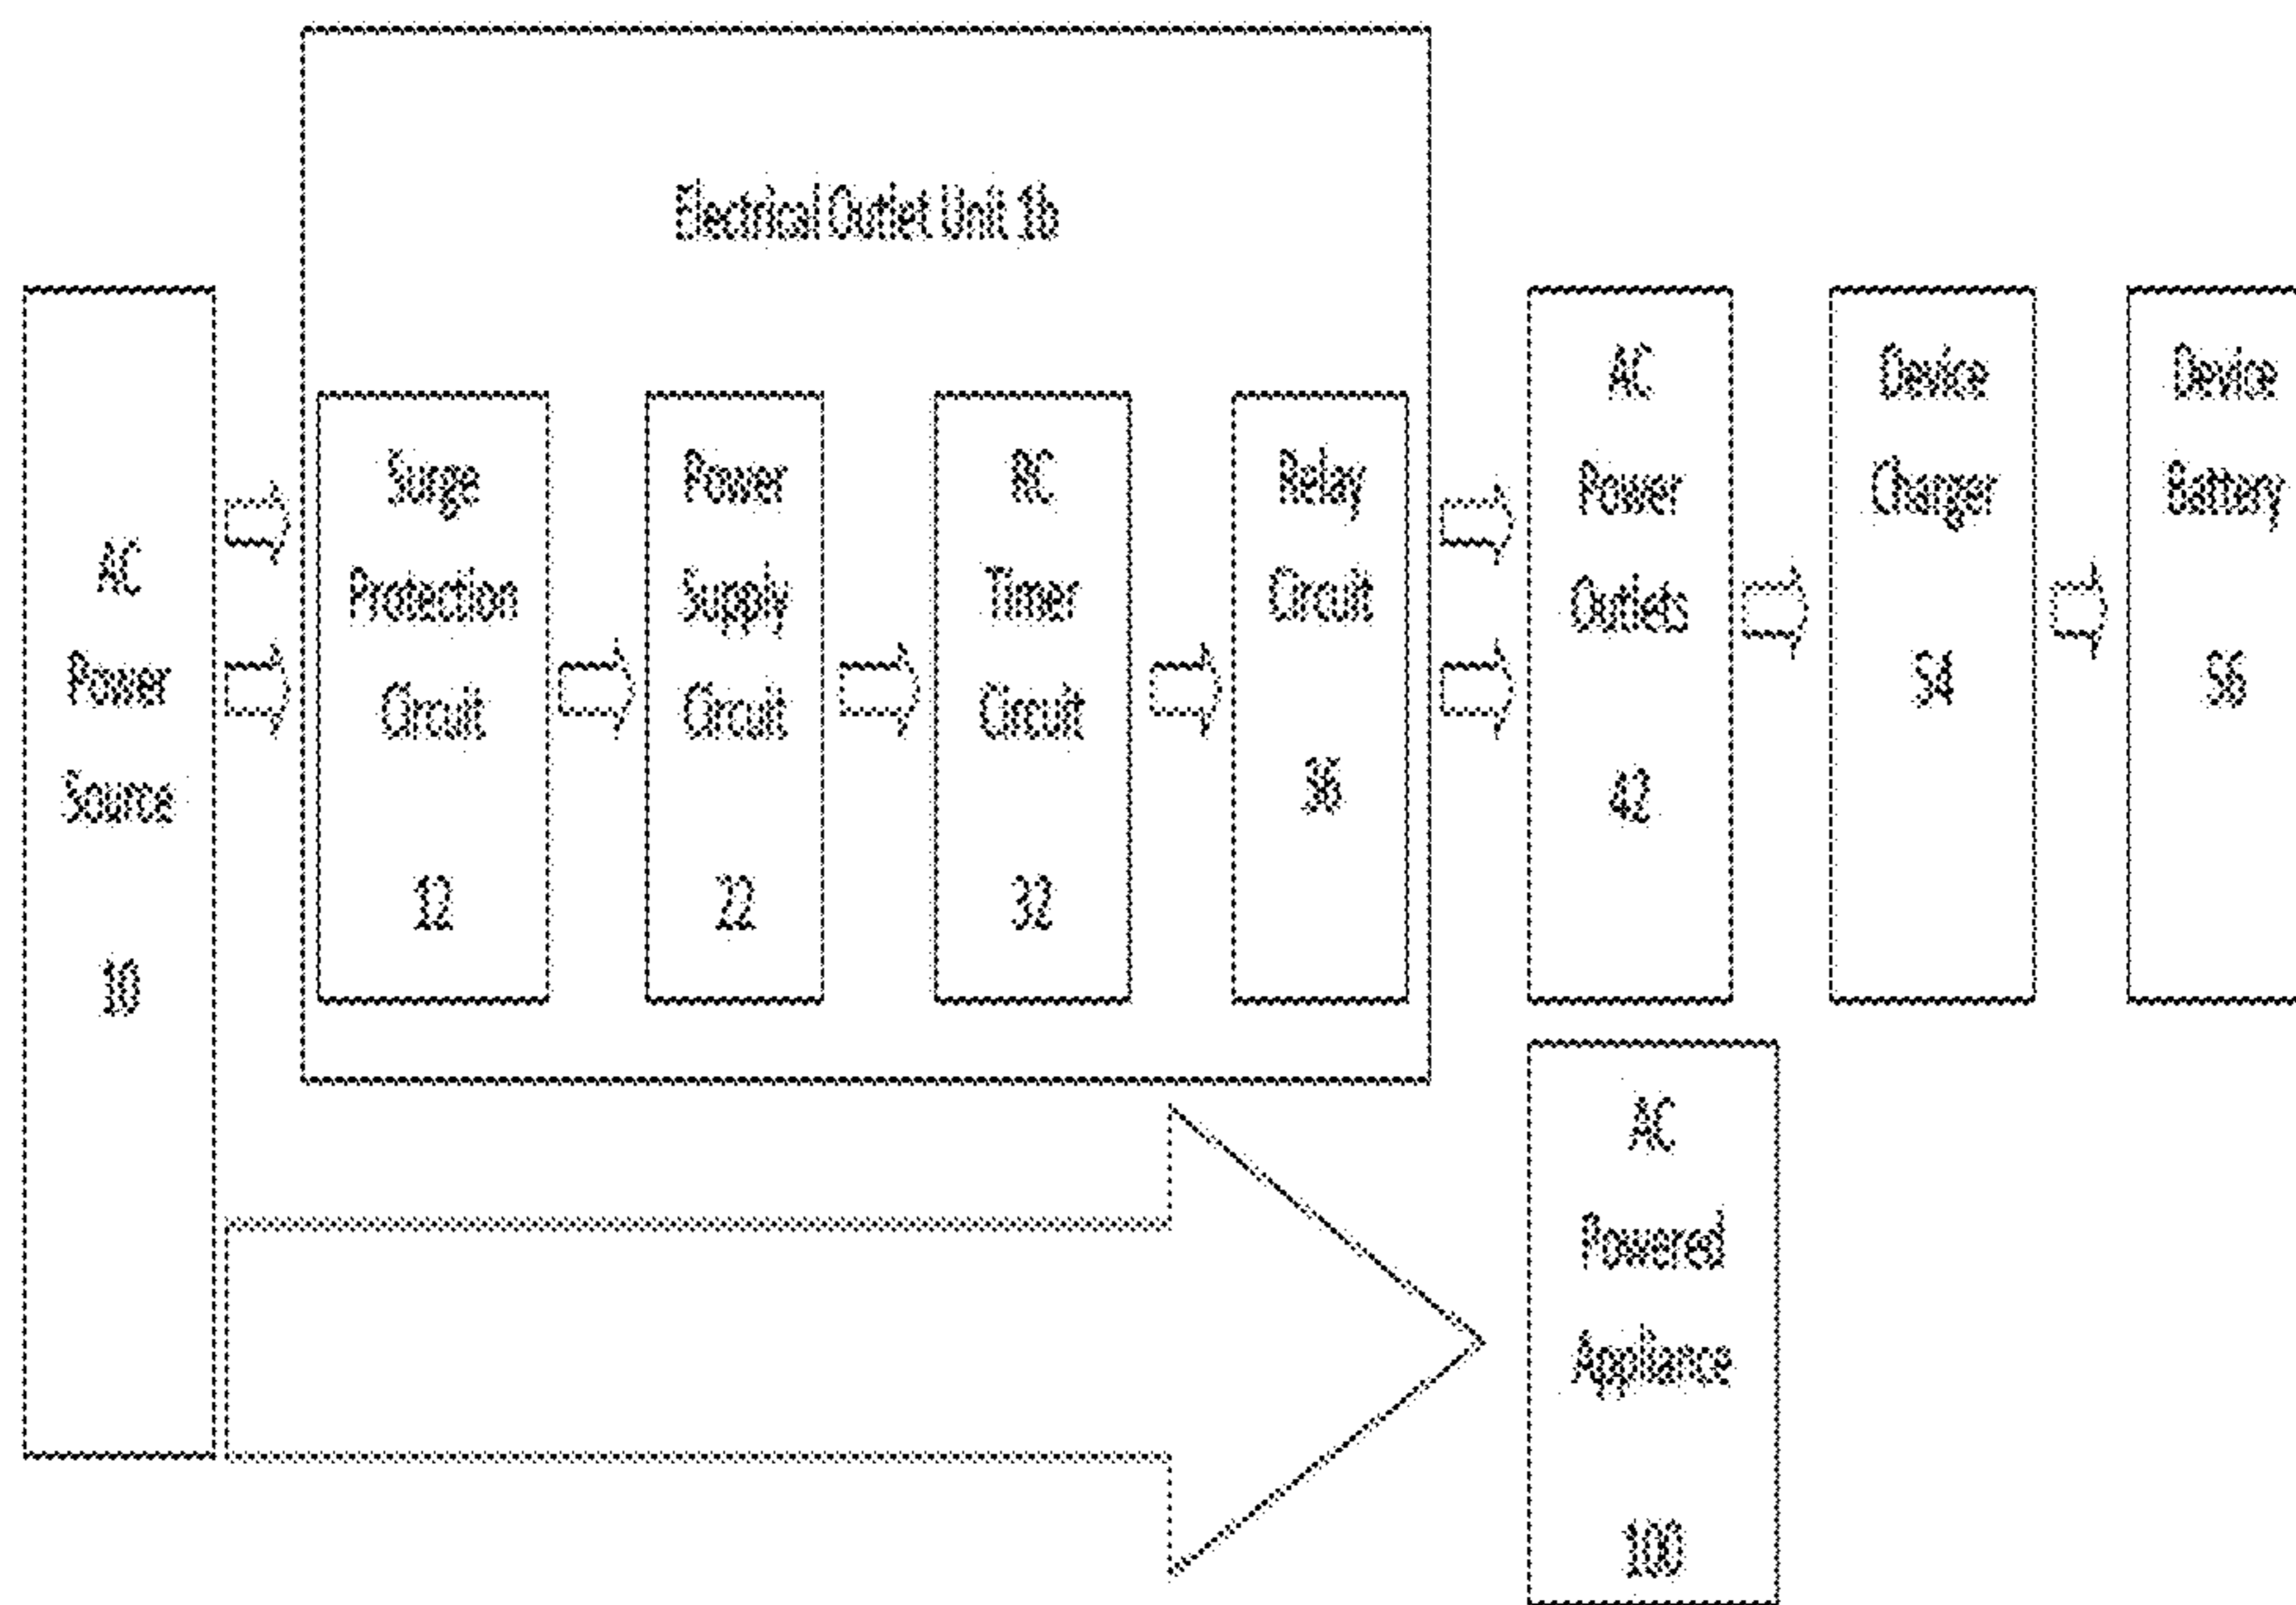 Electrical Outlet Unit 1b
AC
Power
Source
10
Surge
Protection
Circuit
12
Power
Supply
Circuit
22
RC
Timer
Circuit
32
Relay
Circuit
36
AC
Power
Outlets
42
Device
Charger
54
Device
Battery
56
AC
Powered
Appliance
100